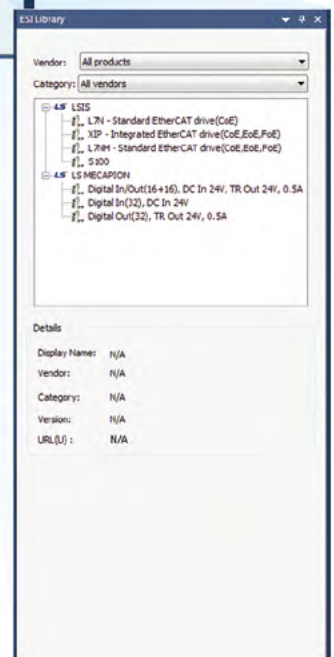 ESI Library
Vendor: All products
Category: All vendors
LS LSIS
L7N - Standard EtherCAT drive(CoE)
XIP - Integrated EtherCAT drive(CoE,EoE,FoE)
L7NH - Standard EtherCAT drive(CoE,EoE,FoE)
S100
LS LS MECAPION
Digital In/Out(16+16), DC In 24V, TR Out 24V, 0.5A
Digital In(32), DC In 24V
Digital Out(32), TR Out 24V, 0.5A
Details
Display Name: N/A
Vendor: N/A
Category: N/A
Version: N/A
URL(U) : N/A